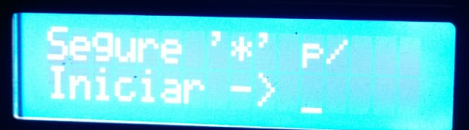 Segure '*' p/
Iniciar -> _